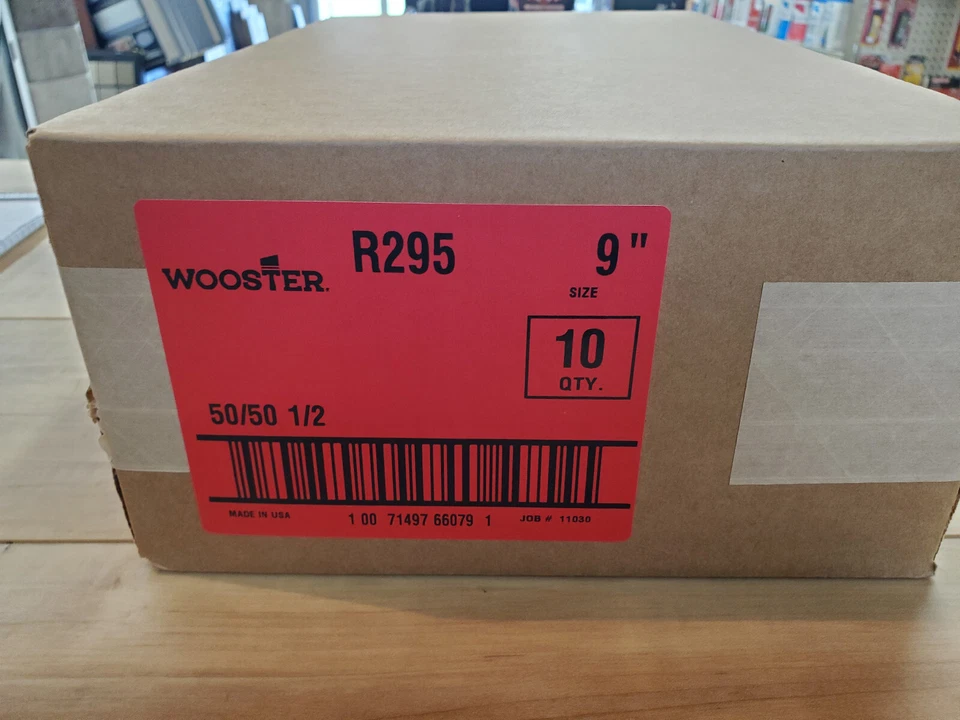 WOOSTER.
R295
9"
SIZE
10
QTY.
50/50 1/2
MADE IN USA
1 00 71497 66079 1
JOB # 11030